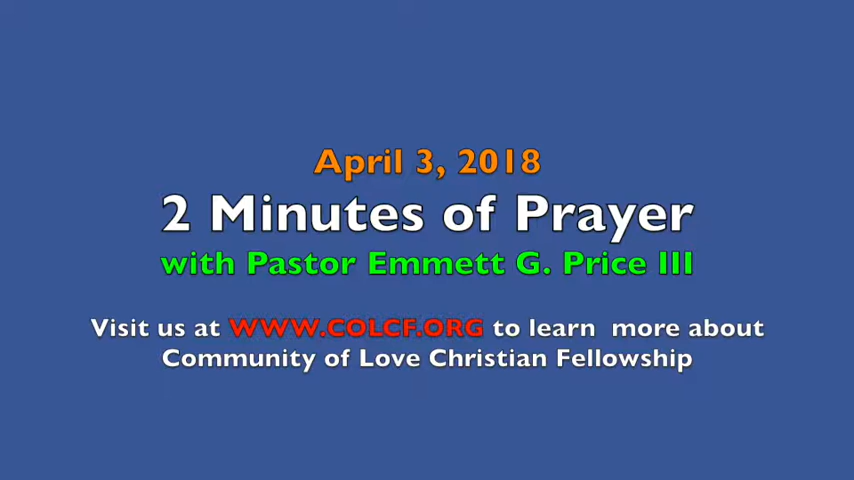 April 3, 2018
2 Minutes of Prayer
with Pastor Emmett G. Price III
Visit us at WWW.COLCF.ORG to learn  more about
Community of Love Christian Fellowship